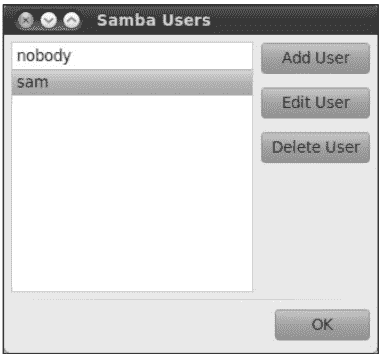 Samba Users
nobody
sam
Add User
Edit User
Delete User
OK